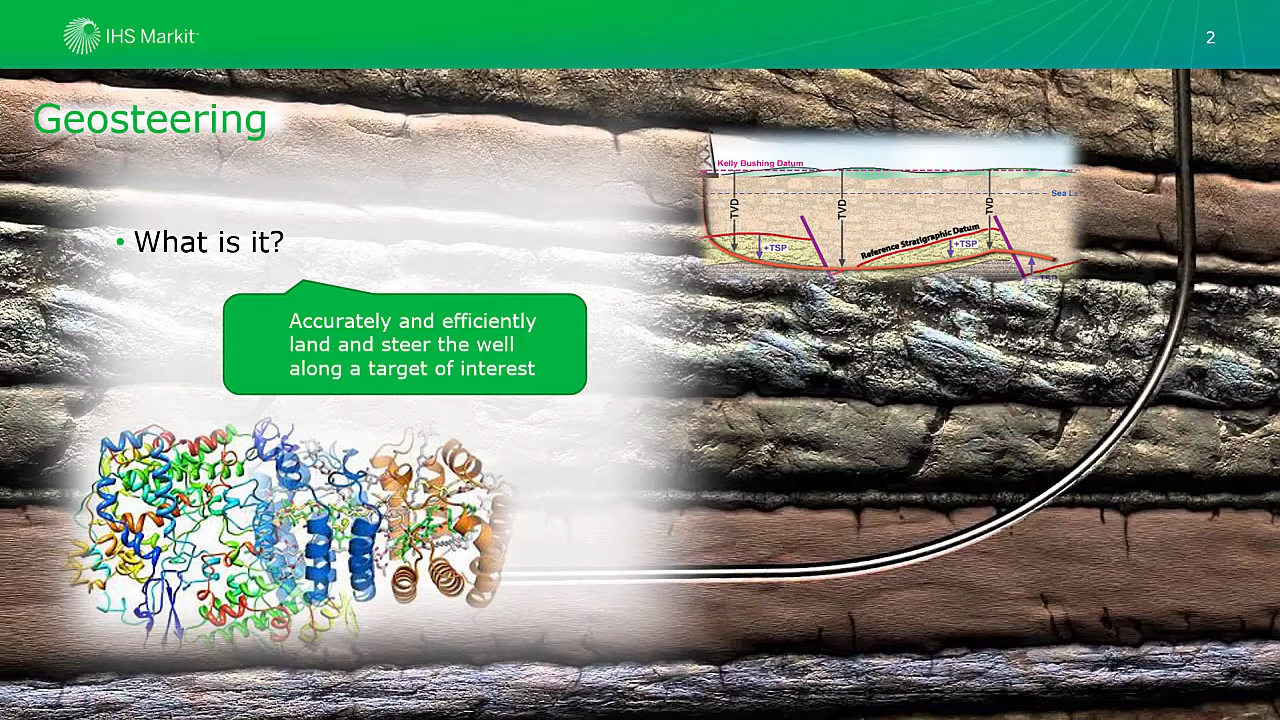 IHS Markit
2
Geosteering
Kelly Bushing Datum
TVD
TVD
TVD
+TSP
Reference Stratigraphic Datum
+TSP
• What is it?
Accurately and efficiently
land and steer the well
along a target of interest